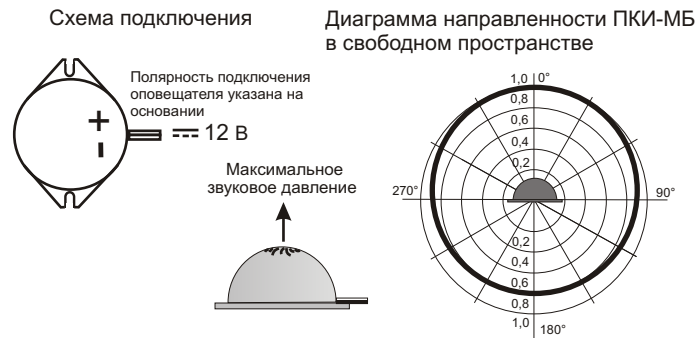 Схема подключения
Полярность подключения
оповещателя указана на
основании
+
-
12 В
Максимальное
звуковое давление
Диаграмма направленности ПКИ-МБ
в свободном пространстве
1,0 0°
0,8
0,6
0,4
0,2
270° 90°
0,2
0,4
0,6
0,8
1,0 180°